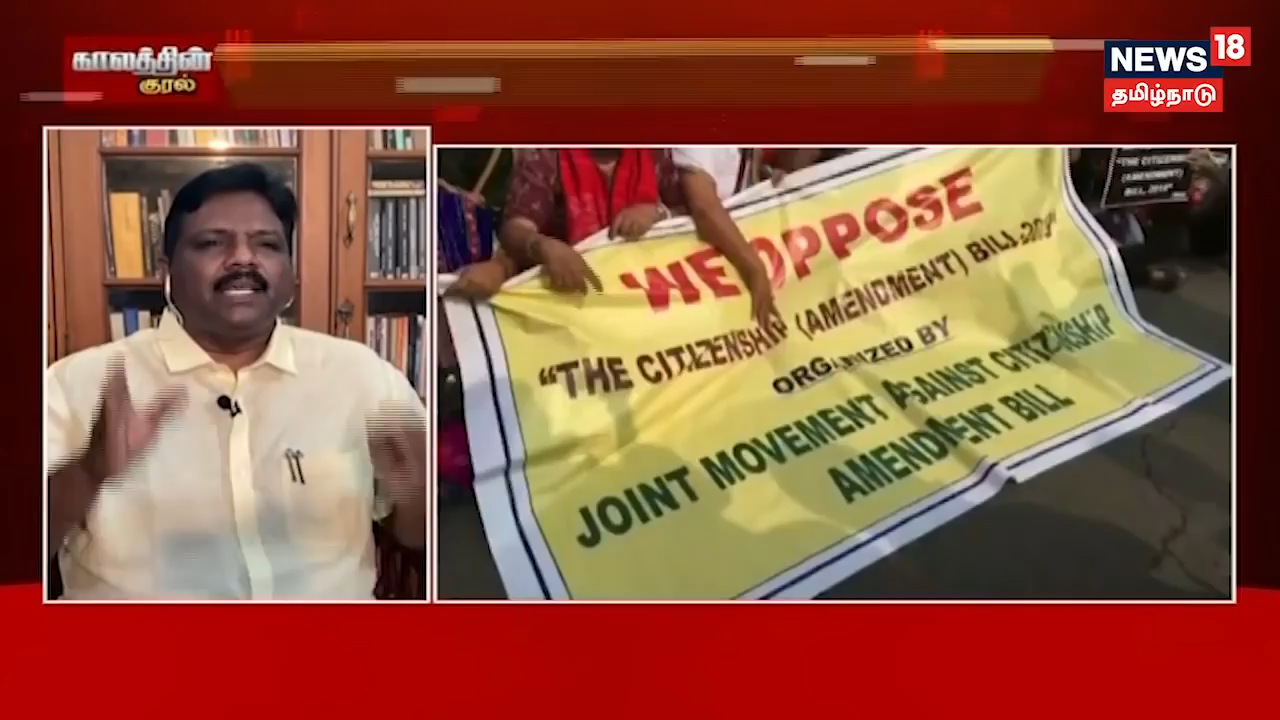 காலத்தின்
குரல்
NEWS 18
தமிழ்நாடு
WE OPPOSE
"THE CITIZENSHIP (AMENDMENT) BILL 2019"
ORGANIZED BY
JOINT MOVEMENT AGAINST CITIZENSHIP
AMENDMENT BILL
"THE CITIZENSHIP
(AMENDMENT)
BILL, 2019"